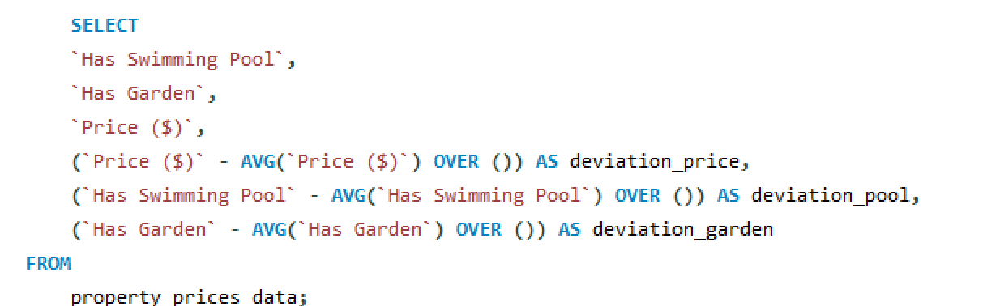 SELECT
`Has Swimming Pool`,
`Has Garden`,
`Price ($)`,
(`Price ($)` - AVG(`Price ($)`) OVER ()) AS deviation_price,
(`Has Swimming Pool` - AVG(`Has Swimming Pool`) OVER ()) AS deviation_pool,
(`Has Garden` - AVG(`Has Garden`) OVER ()) AS deviation_garden
FROM
property prices data;